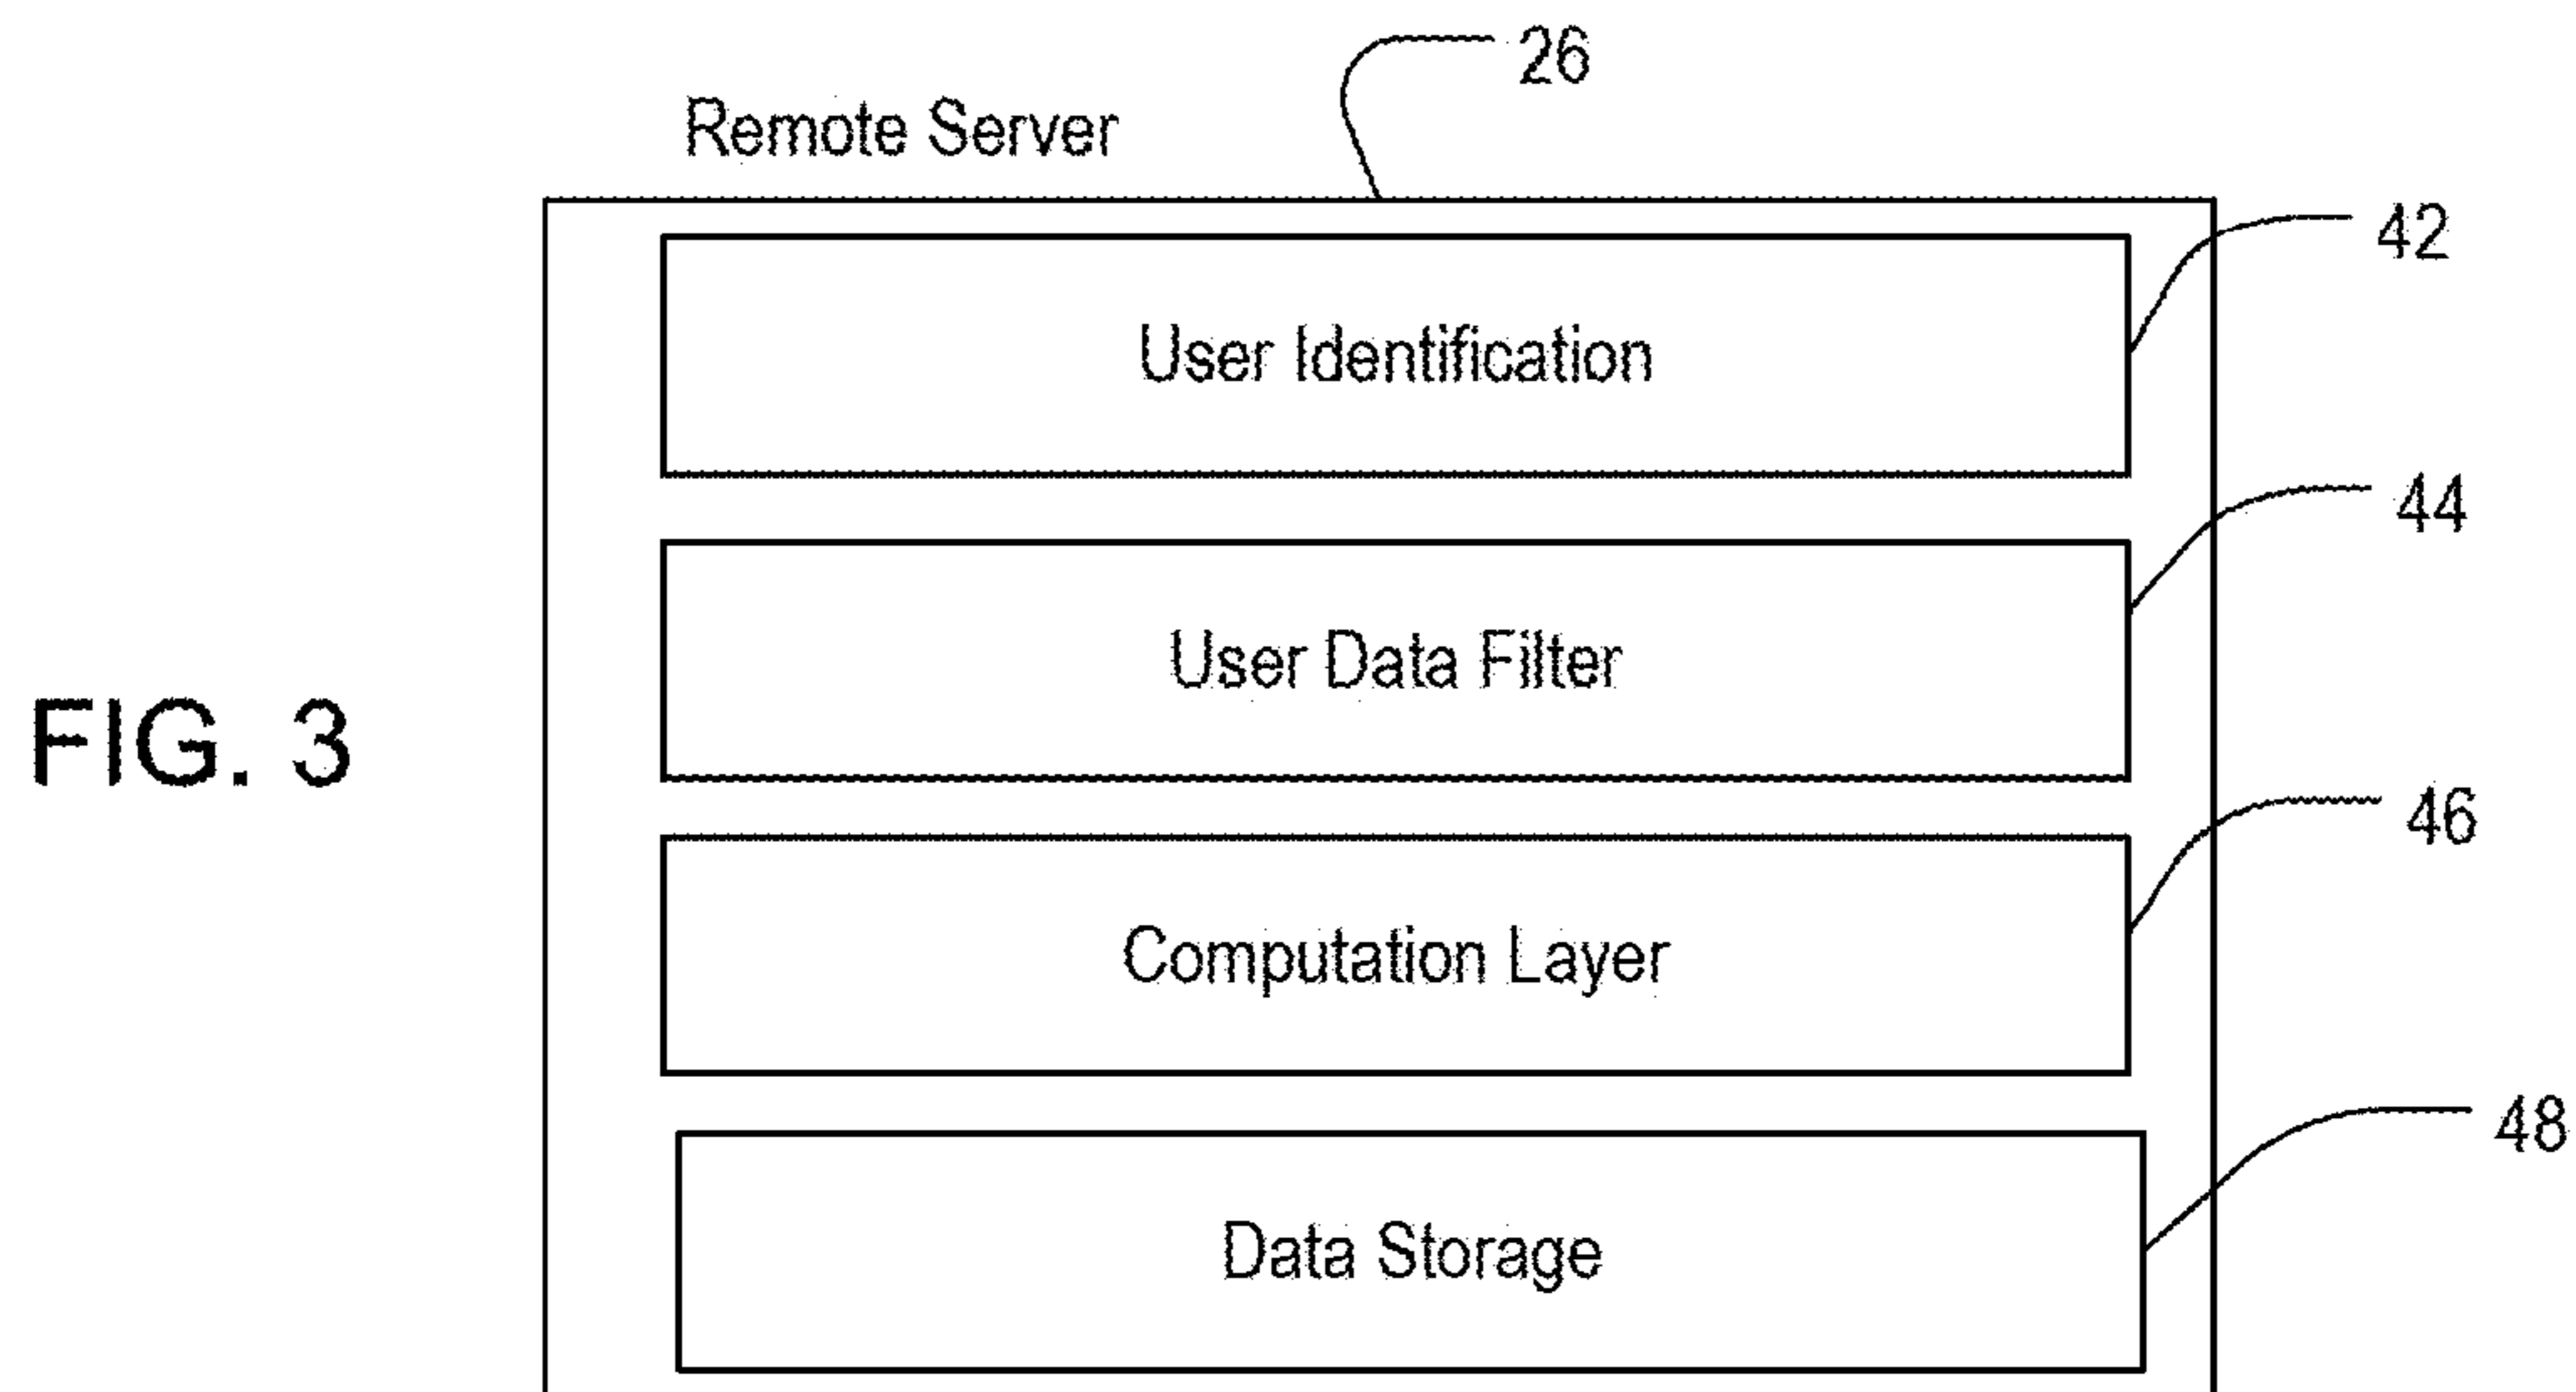 26
Remote Server
42
User Identification
44
User Data Filter
FIG. 3
46
Computation Layer
48
Data Storage